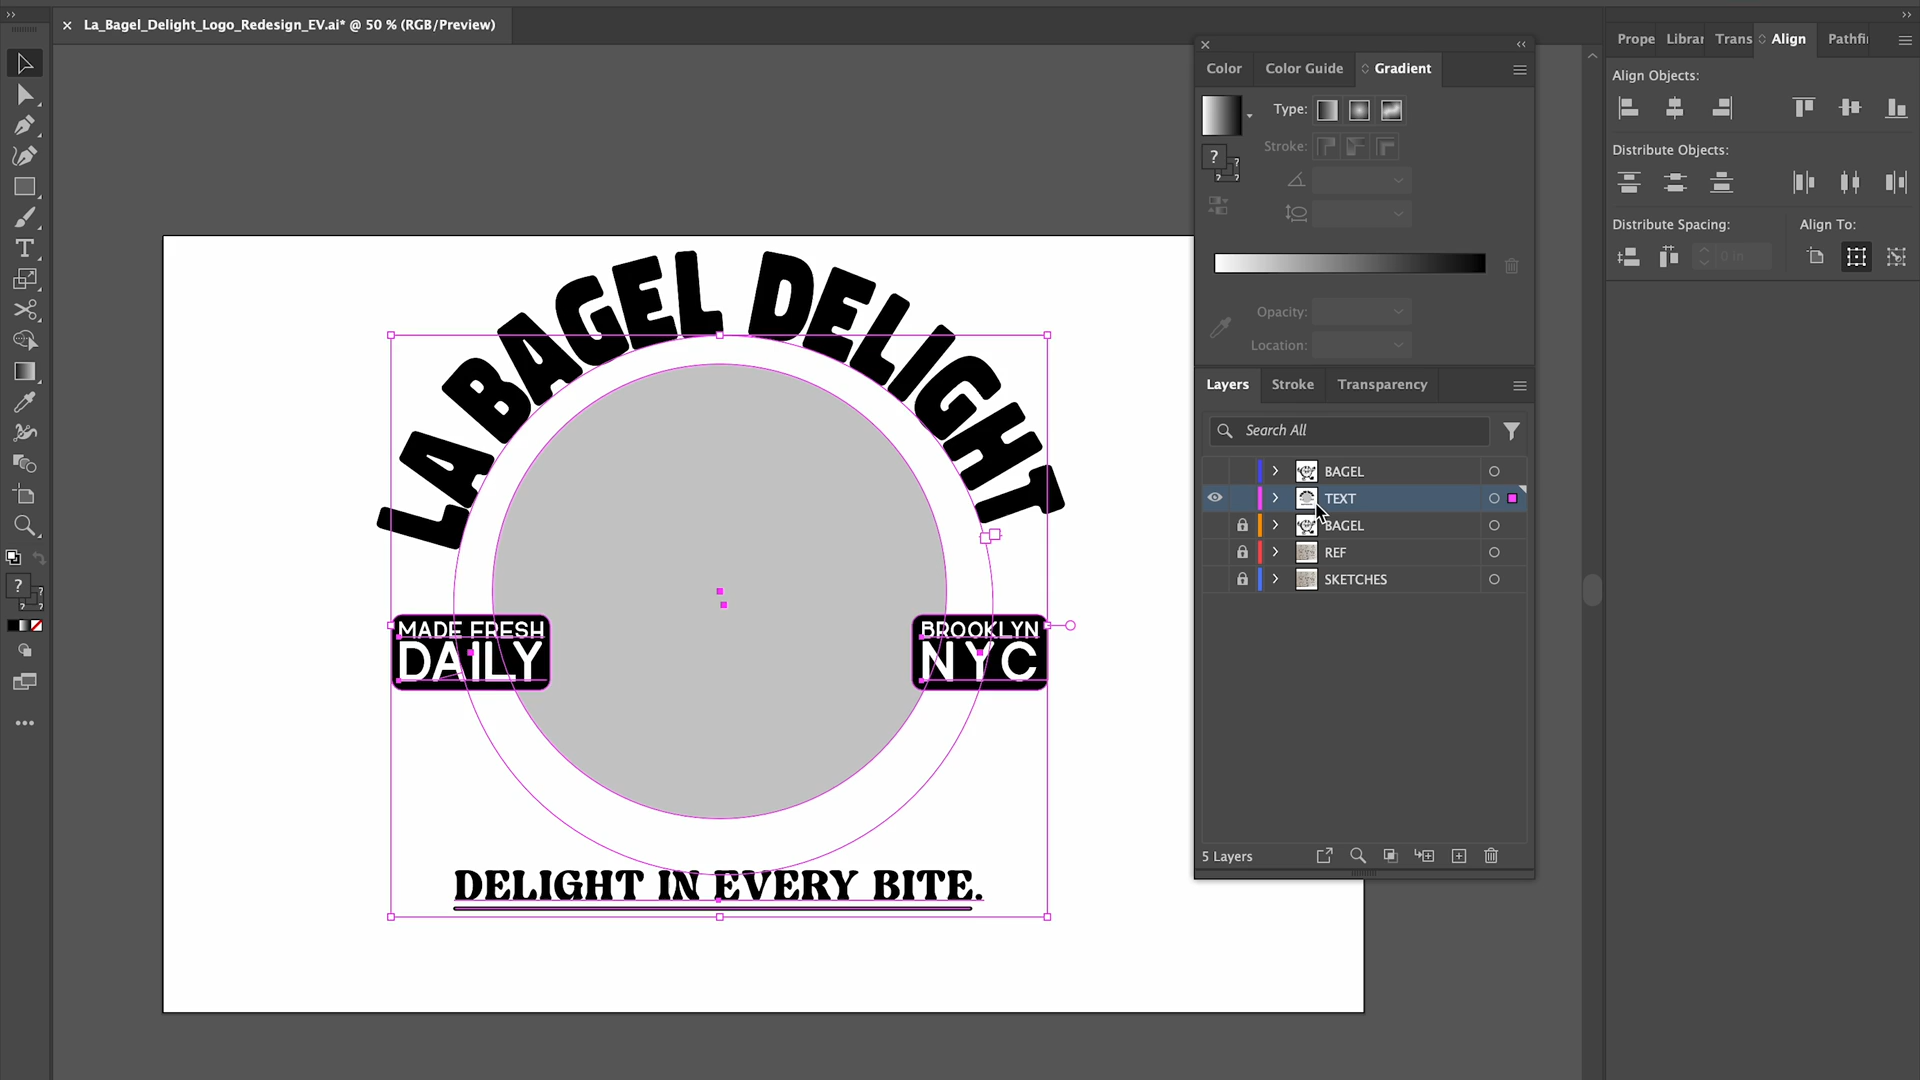 La_Bagel_Delight_Logo_Redesign_EV.ai* @ 50 % (RGB/Preview)
Color
Color Guide
Gradient
Type:
Stroke:
?
?
?
Opacity:
Location:
Layers
Stroke
Transparency
Search All
BAGEL
TEXT
BAGEL
REF
SKETCHES
5 Layers
Prope
Librar
Trans
Align
Pathfi
Align Objects:
Distribute Objects:
Distribute Spacing:
Align To:
0 in
LA BAGEL DELIGHT
MADE FRESH
DAILY
BROOKLYN
NYC
DELIGHT IN EVERY BITE.
T
?
?
?